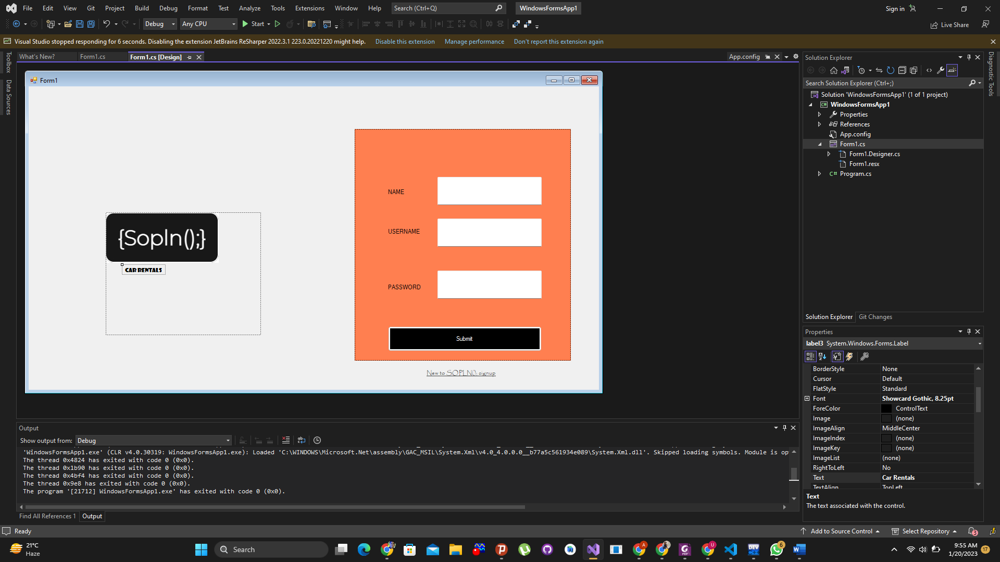 File Edit View Git Project Build Debug Format Test Analyze Tools Extensions Window Help Search (Ctrl+Q) WindowsFormsApp1 Sign in
Debug Any CPU Start Live Share
Visual Studio stopped responding for 6 seconds. Disabling the extension JetBrains ReSharper 2022.3.1 223.0.20221220 might help. Disable this extension Manage performance Don't report this extension again
Toolbox
Data Sources
What's New? Form1.cs Form1.cs [Design] App.config
Form1
NAME
USERNAME
PASSWORD
Submit
New to SOPLN(); signup
{Sopln();}
CAR RENTALS
Solution Explorer
Search Solution Explorer (Ctrl+;)
Solution 'WindowsFormsApp1' (1 of 1 project)
WindowsFormsApp1
Properties
References
App.config
Form1.cs
Form1.Designer.cs
Form1.resx
C# Program.cs
Diagnostic Tools
Solution Explorer Git Changes
Properties
label3 System.Windows.Forms.Label
BorderStyle None
Cursor Default
FlatStyle Standard
Font Showcard Gothic, 8.25pt
ForeColor ControlText
Image (none)
ImageAlign MiddleCenter
ImageIndex (none)
ImageKey (none)
ImageList (none)
RightToLeft No
Text Car Rentals
TextAlign TopLeft
Text
The text associated with the control.
Output
Show output from: Debug
'WindowsFormsApp1.exe' (CLR v4.0.30319: WindowsFormsApp1.exe): Loaded 'C:\WINDOWS\Microsoft.Net\assembly\GAC_MSIL\System.Xml\v4.0_4.0.0.0__b77a5c561934e089\System.Xml.dll'. Skipped loading symbols. Module is op
The thread 0x4824 has exited with code 0 (0x0).
The thread 0x1b90 has exited with code 0 (0x0).
The thread 0x4bf4 has exited with code 0 (0x0).
The thread 0x9e8 has exited with code 0 (0x0).
The program '[21712] WindowsFormsApp1.exe' has exited with code 0 (0x0).
Find All References 1 Output
Ready Add to Source Control Select Repository 3
21°C
Haze
Search
A
U
DEV
6
9:55 AM
1/20/2023
17